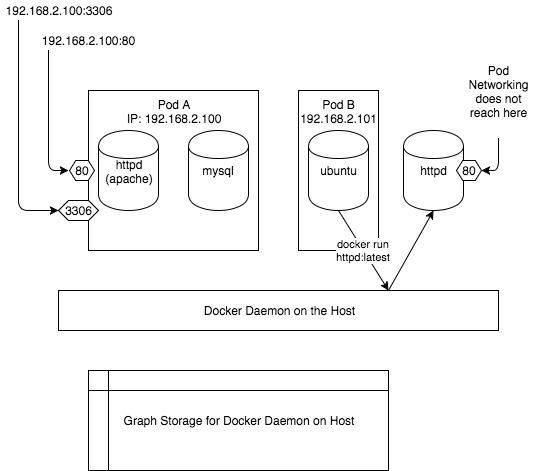 192.168.2.100:3306
192.168.2.100:80
Pod A
IP: 192.168.2.100
Pod B
192.168.2.101
Pod
Networking
does not
reach here
httpd
(apache)
mysql
ubuntu
httpd
80
80
3306
docker run
httpd:latest
Docker Daemon on the Host
Graph Storage for Docker Daemon on Host